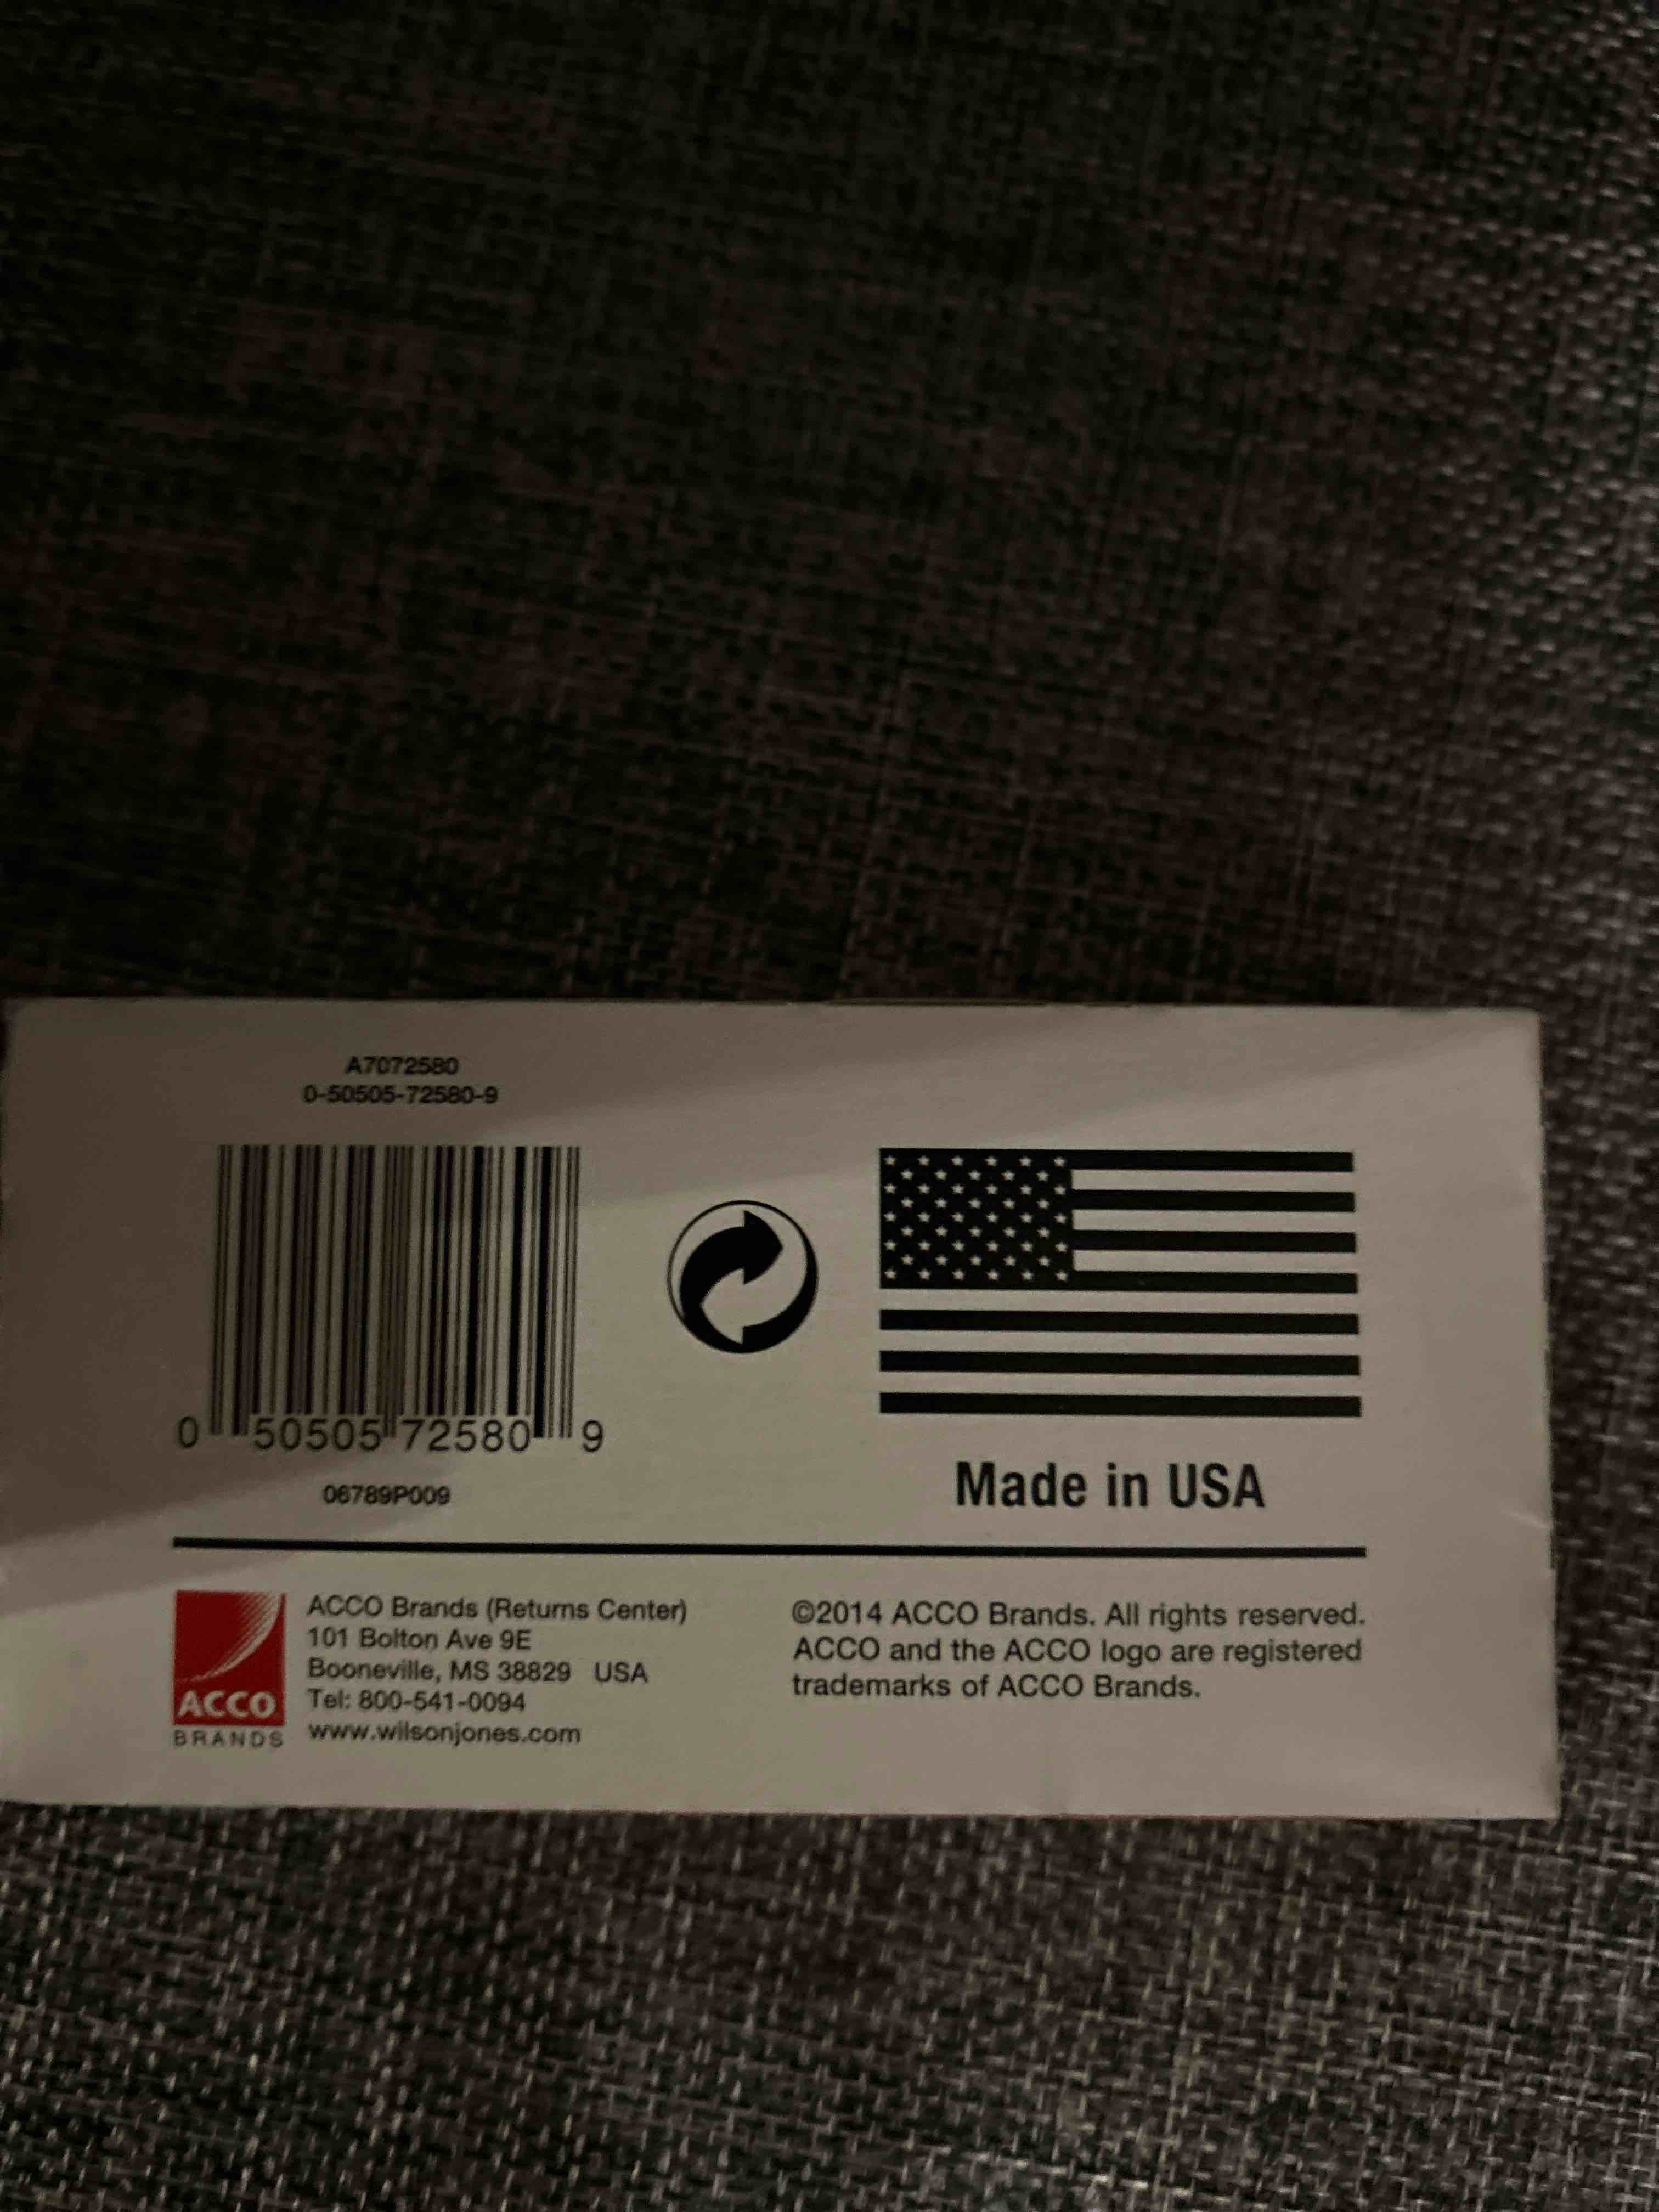 A7072580
0-50505-72580-9
0 50505 72580 9
06789P009
Made in USA
ACCO
BRANDS
ACCO Brands (Returns Center)
101 Bolton Ave 9E
Booneville, MS 38829 USA
Tel: 800-541-0094
www.wilsonjones.com
©2014 ACCO Brands. All rights reserved.
ACCO and the ACCO logo are registered
trademarks of ACCO Brands.